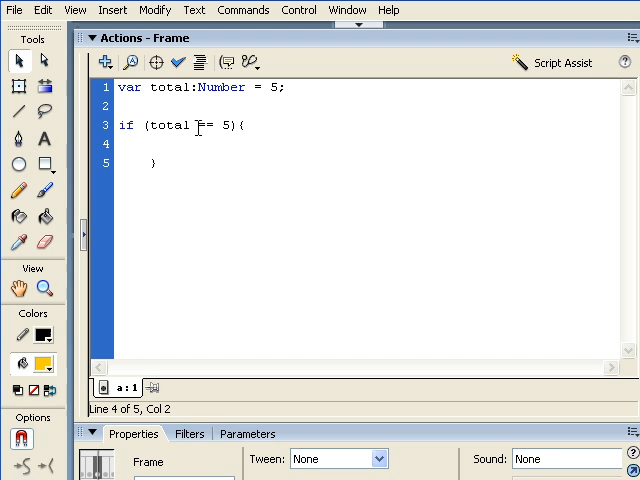 File Edit View Insert Modify Text Commands Control Window Help
Tools
Actions - Frame
Script Assist
1 var total:Number = 5;
2
3 if (total == 5){
4
5 }
View
Colors
Options
a : 1
Line 4 of 5, Col 2
Properties Filters Parameters
Frame
Tween: None
Sound: None